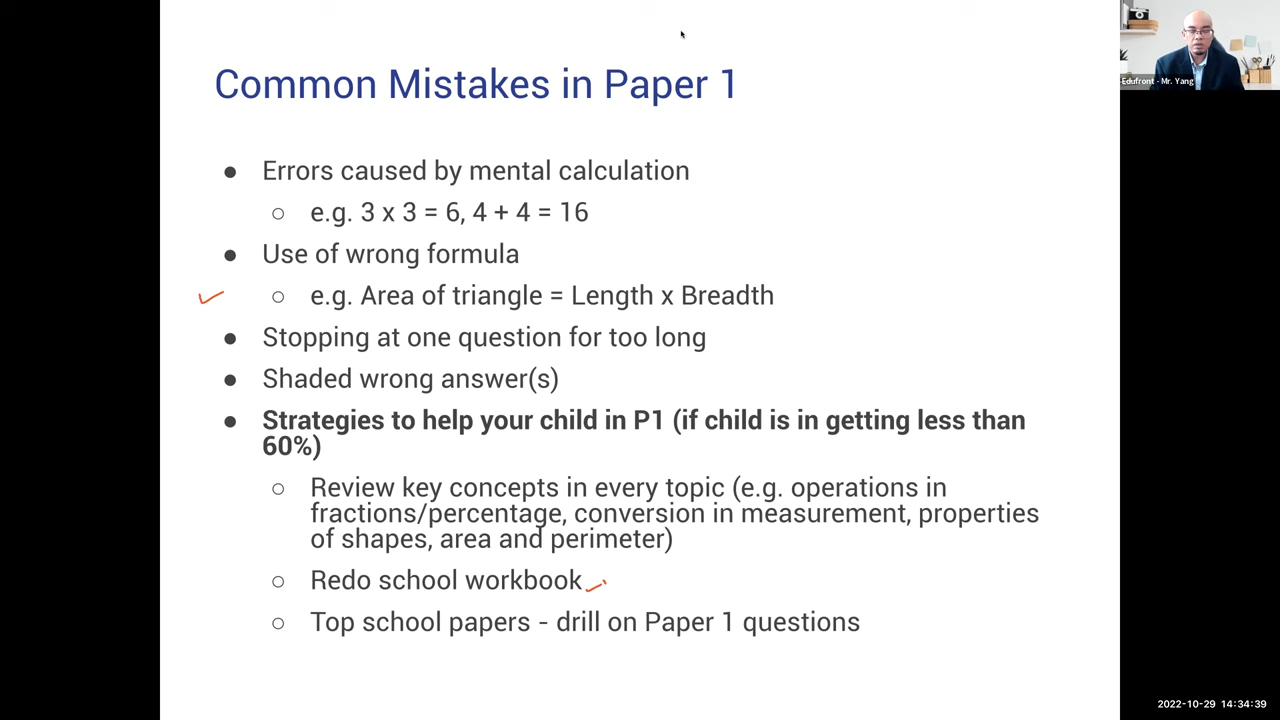 Common Mistakes in Paper 1
● Errors caused by mental calculation
○ e.g. 3 x 3 = 6, 4 + 4 = 16
● Use of wrong formula
○ e.g. Area of triangle = Length x Breadth
● Stopping at one question for too long
● Shaded wrong answer(s)
● Strategies to help your child in P1 (if child is in getting less than
60%)
○ Review key concepts in every topic (e.g. operations in
fractions/percentage, conversion in measurement, properties
of shapes, area and perimeter)
○ Redo school workbook
○ Top school papers - drill on Paper 1 questions
Edufront - Mr. Yang
2022-10-29 14:34:39